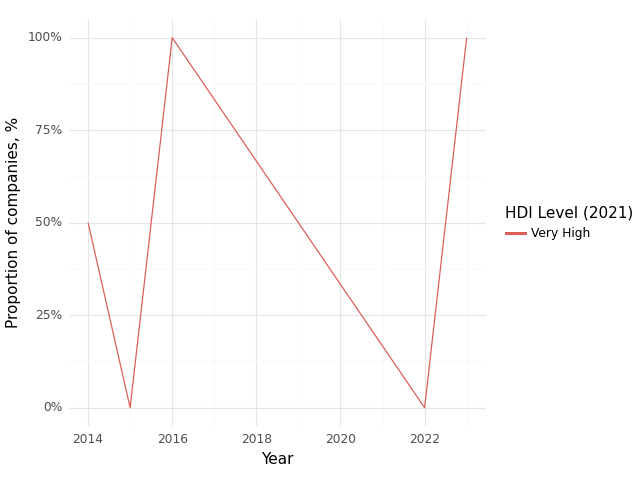 100%
75%
50%
25%
0%
Proportion of companies, %
2014
2016
2018
2020
2022
Year
HDI Level (2021)
Very High